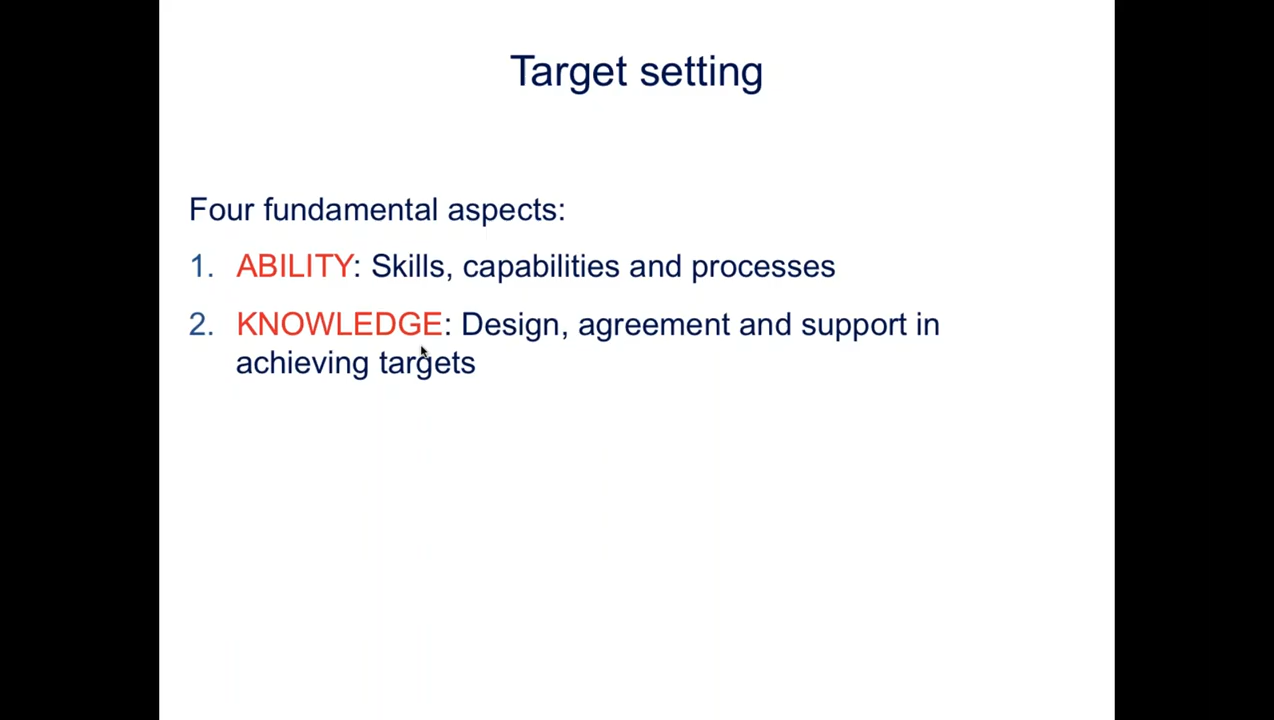 Target setting
Four fundamental aspects:
1. ABILITY: Skills, capabilities and processes
2. KNOWLEDGE: Design, agreement and support in
achieving targets